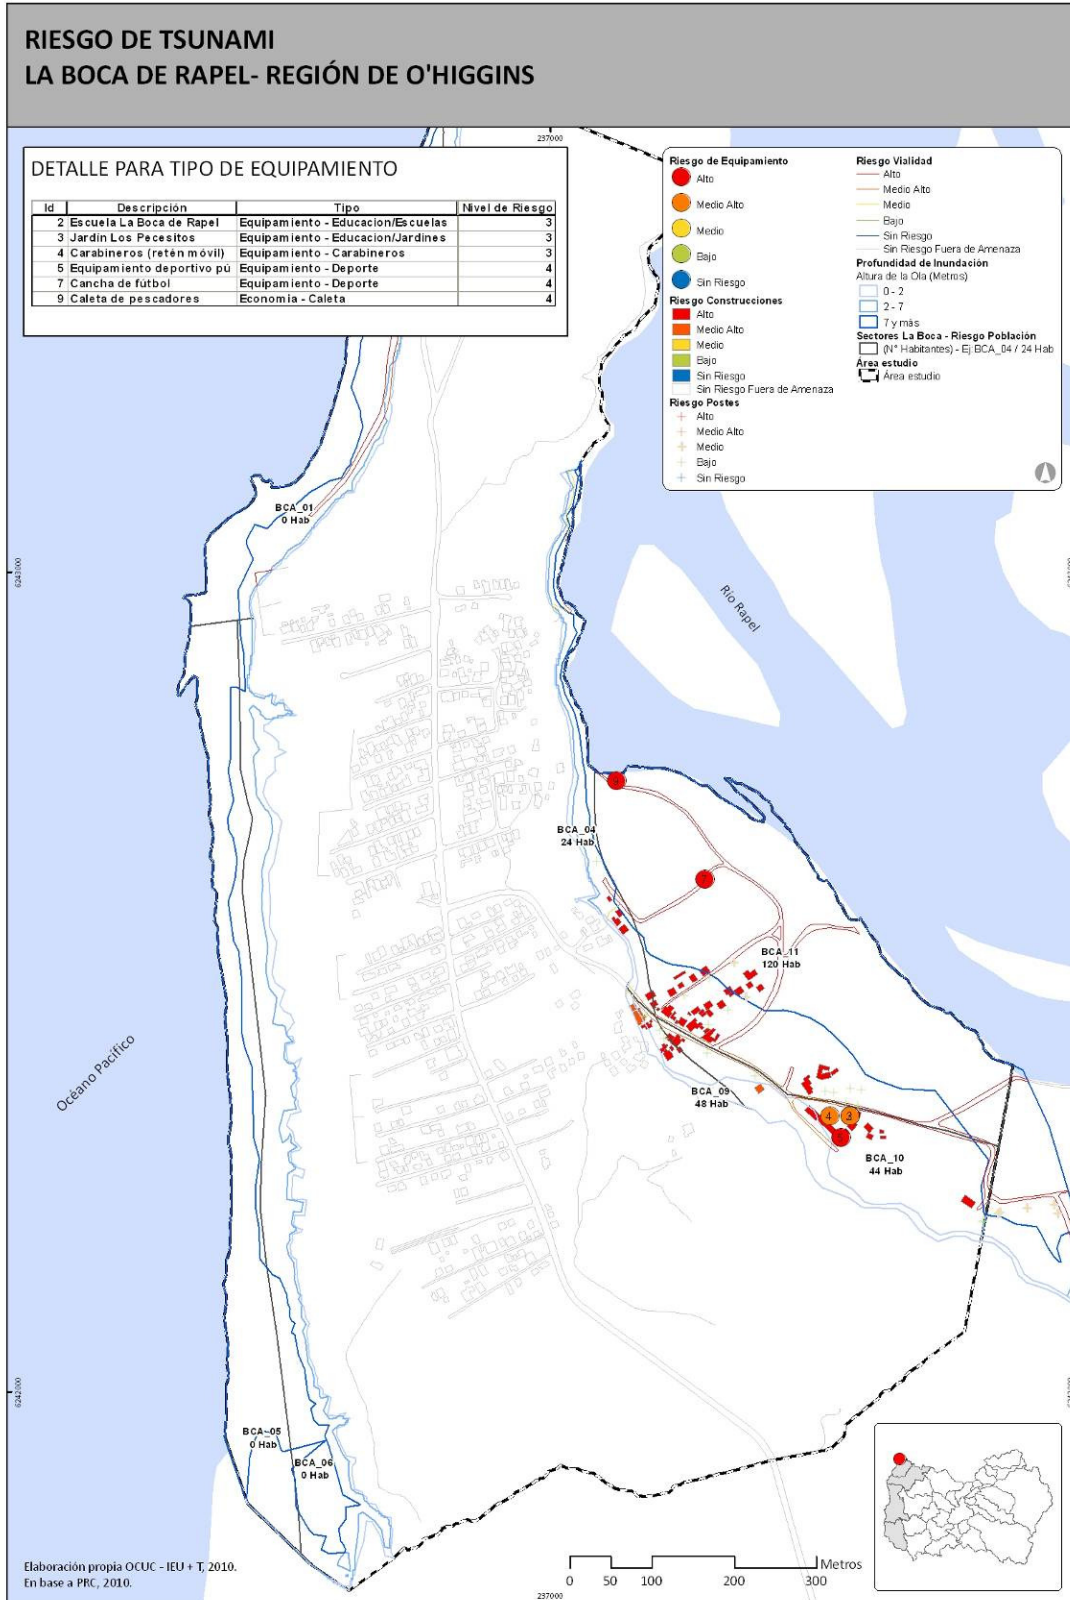 RIESGO DE TSUNAMI
LA BOCA DE RAPEL- REGIÓN DE O'HIGGINS
237000
DETALLE PARA TIPO DE EQUIPAMIENTO
Id Descripción Tipo Nivel de Riesgo
2 Escuela La Boca de Rapel Equipamiento - Educacion/Escuelas 3
3 Jardín Los Pecesitos Equipamiento - Educacion/Jardines 3
4 Carabineros (retén móvil) Equipamiento - Carabineros 3
5 Equipamiento deportivo pú Equipamiento - Deporte 4
7 Cancha de fútbol Equipamiento - Deporte 4
9 Caleta de pescadores Economia - Caleta 4
Riesgo de Equipamiento
Alto
Medio Alto
Medio
Bajo
Sin Riesgo
Riesgo Construcciones
Alto
Medio Alto
Medio
Bajo
Sin Riesgo
Sin Riesgo Fuera de Amenaza
Riesgo Postes
Alto
Medio Alto
Medio
Bajo
Sin Riesgo
Riesgo Vialidad
Alto
Medio Alto
Medio
Bajo
Sin Riesgo
Sin Riesgo Fuera de Amenaza
Profundidad de Inundación
Altura de la Ola (Metros)
0 - 2
2 - 7
7 y más
Sectores La Boca - Riesgo Población
(N° Habitantes) - Ej BCA_04 / 24 Hab
Área estudio
Área estudio
BCA_01
0 Hab
6243000
Río Rapel
9
BCA_04
24 Hab
7
BCA_11
120 Hab
Océano Pacífico
BCA_09
48 Hab
4
3
5
BCA_10
44 Hab
6242000
BCA_05
0 Hab
BCA_06
0 Hab
Elaboración propia OCUC - IEU + T, 2010.
En base a PRC, 2010.
237000
Metros
0 50 100 200 300